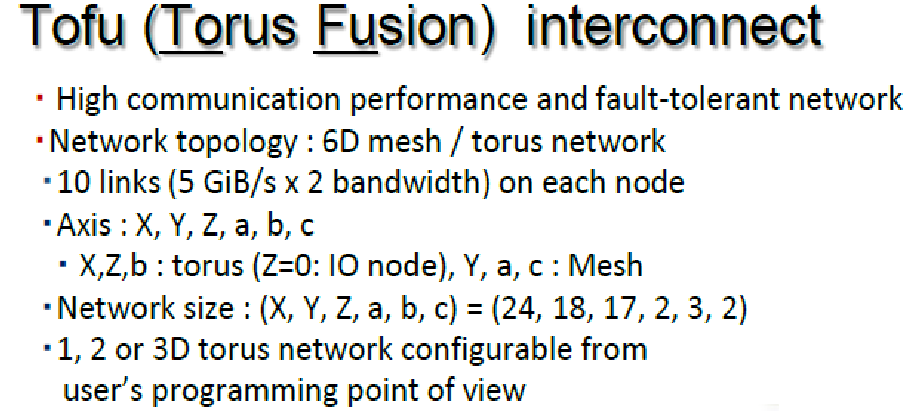 Tofu (Torus Fusion) interconnect
· High communication performance and fault-tolerant network
· Network topology : 6D mesh / torus network
· 10 links (5 GiB/s x 2 bandwidth) on each node
· Axis : X, Y, Z, a, b, c
· X,Z,b : torus (Z=0: IO node), Y, a, c : Mesh
· Network size : (X, Y, Z, a, b, c) = (24, 18, 17, 2, 3, 2)
· 1, 2 or 3D torus network configurable from
user's programming point of view